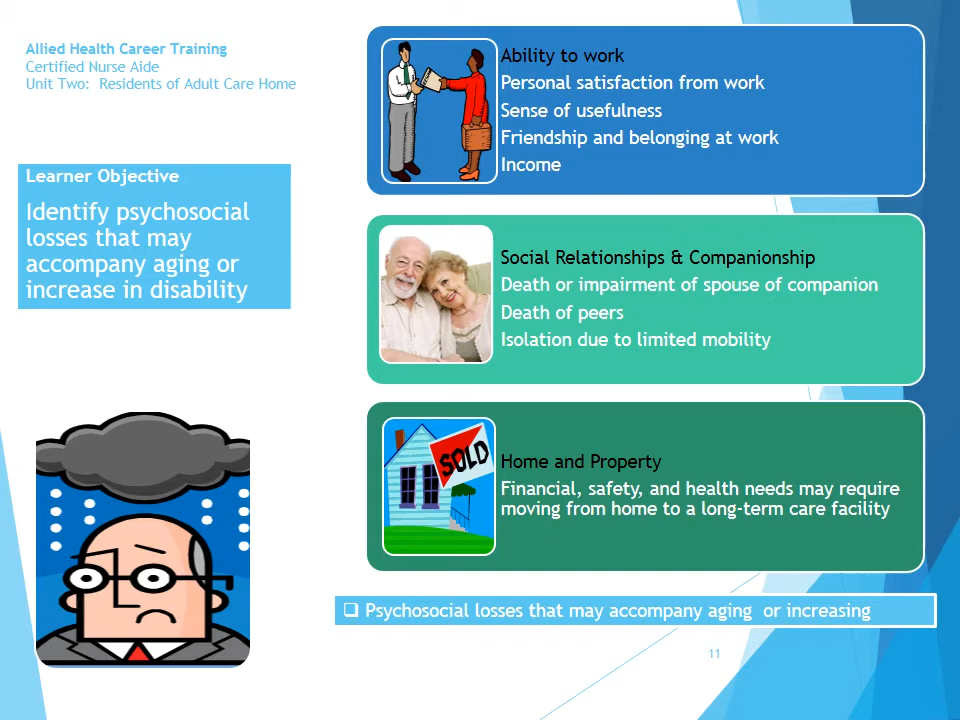 Allied Health Career Training
Certified Nurse Aide
Unit Two:  Residents of Adult Care Home
Learner Objective
Identify psychosocial
losses that may
accompany aging or
increase in disability
Ability to work
Personal satisfaction from work
Sense of usefulness
Friendship and belonging at work
Income
Social Relationships & Companionship
Death or impairment of spouse of companion
Death of peers
Isolation due to limited mobility
SOLD
Home and Property
Financial, safety, and health needs may require
moving from home to a long-term care facility
❑ Psychosocial losses that may accompany aging  or increasing
11